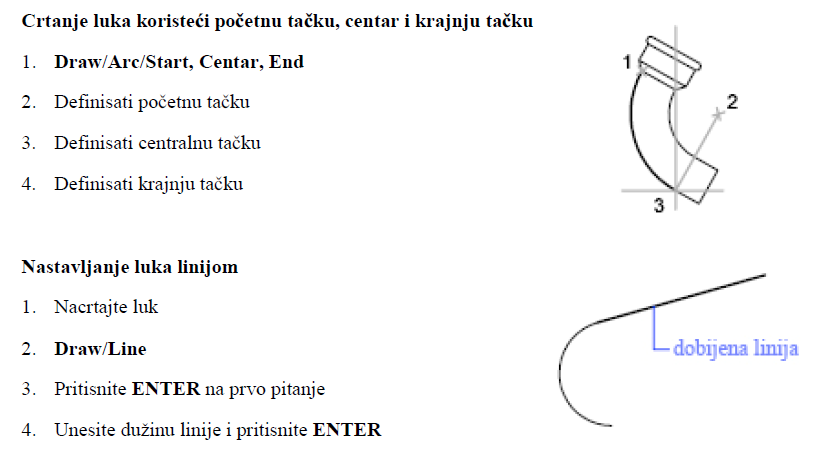 Crtanje luka koristeći početnu tačku, centar i krajnju tačku
1. Draw/Arc/Start, Centar, End
2. Definisati početnu tačku
3. Definisati centralnu tačku
4. Definisati krajnju tačku
1
2
3
Nastavljanje luka linijom
1. Nacrtajte luk
2. Draw/Line
3. Pritisnite ENTER na prvo pitanje
4. Unesite dužinu linije i pritisnite ENTER
dobijena linija